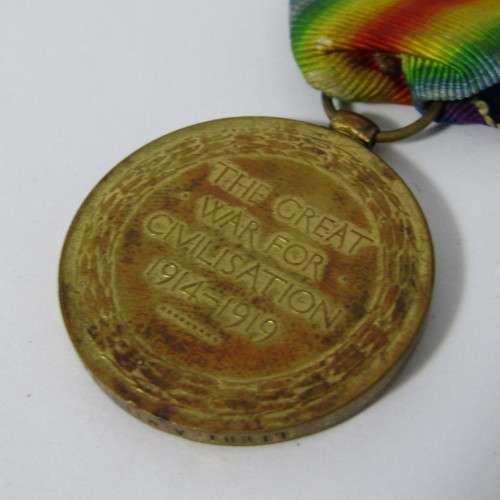 THE GREAT
WAR FOR
CIVILISATION
1914-1919